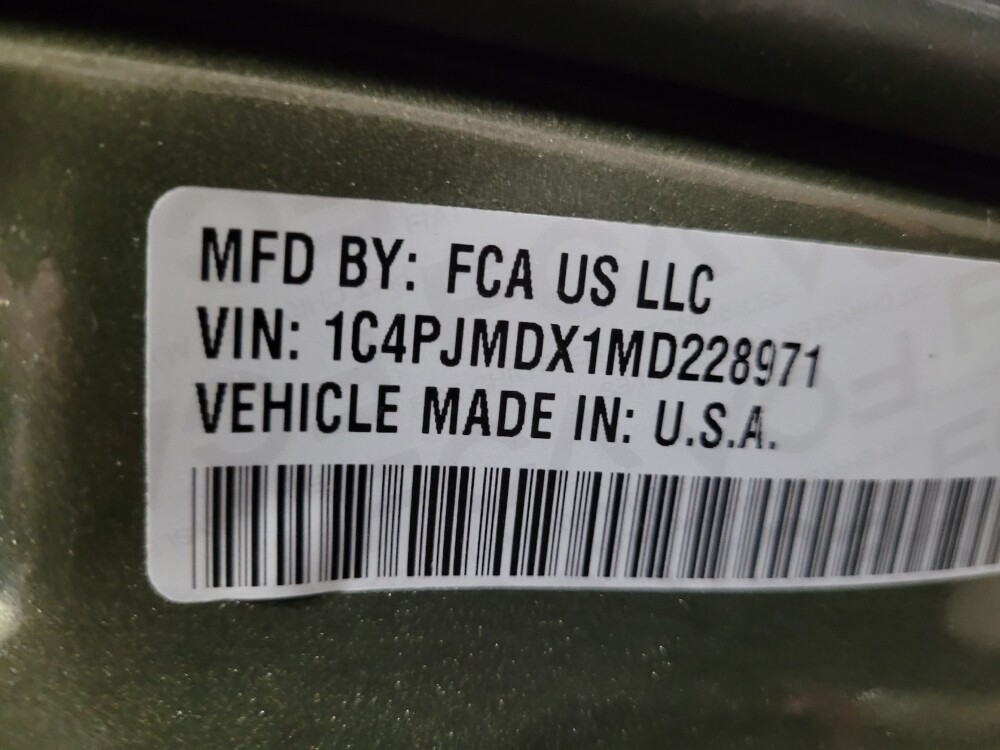 MFD BY: FCA US LLC
VIN: 1C4PJMDX1MD228971
VEHICLE MADE IN: U.S.A.